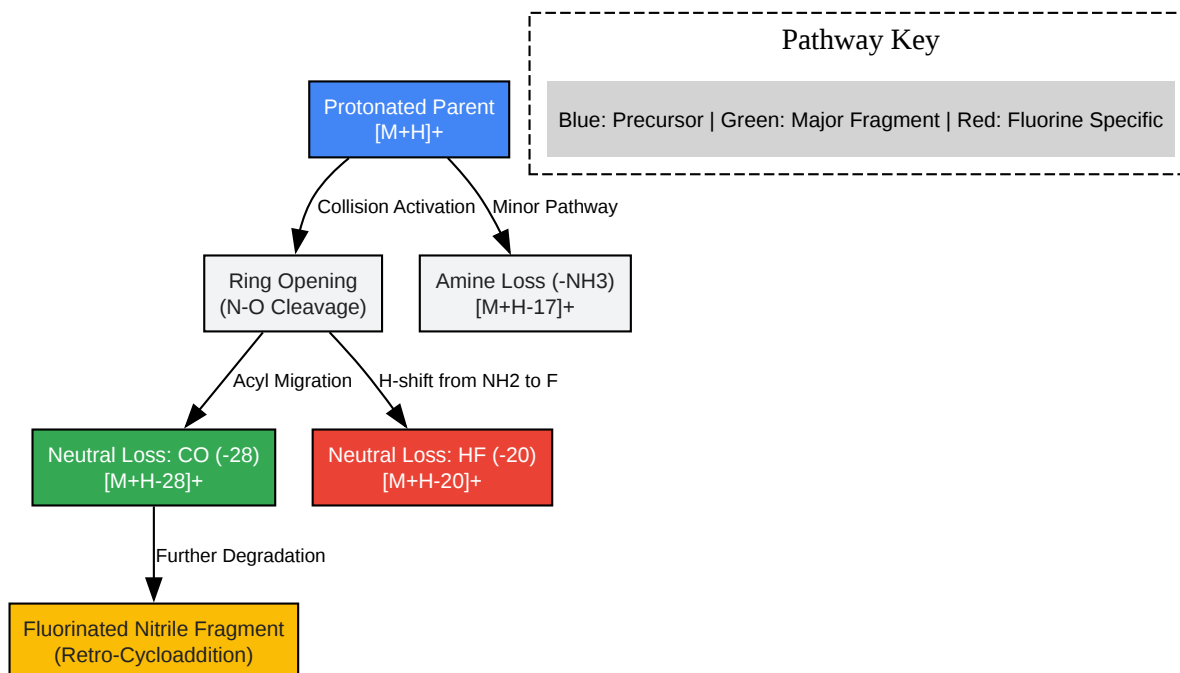 Pathway Key
Blue: Precursor | Green: Major Fragment | Red: Fluorine Specific
Protonated Parent
[M+H]+
Collision Activation
Minor Pathway
Ring Opening
(N-O Cleavage)
Amine Loss (-NH3)
[M+H-17]+
Acyl Migration
H-shift from NH2 to F
Neutral Loss: CO (-28)
[M+H-28]+
Neutral Loss: HF (-20)
[M+H-20]+
Further Degradation
Fluorinated Nitrile Fragment
(Retro-Cycloaddition)